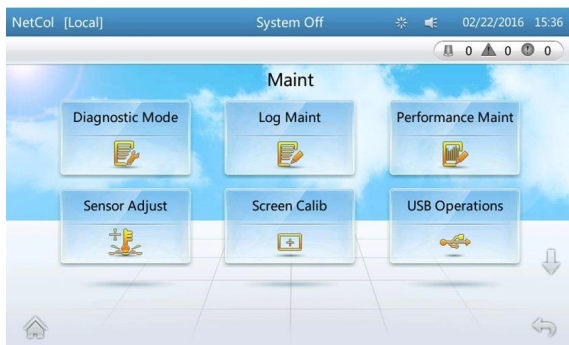 NetCol [Local] System Off 02/22/2016 15:36
0 0 0
Maint
Diagnostic Mode Log Maint Performance Maint
Sensor Adjust Screen Calib USB Operations